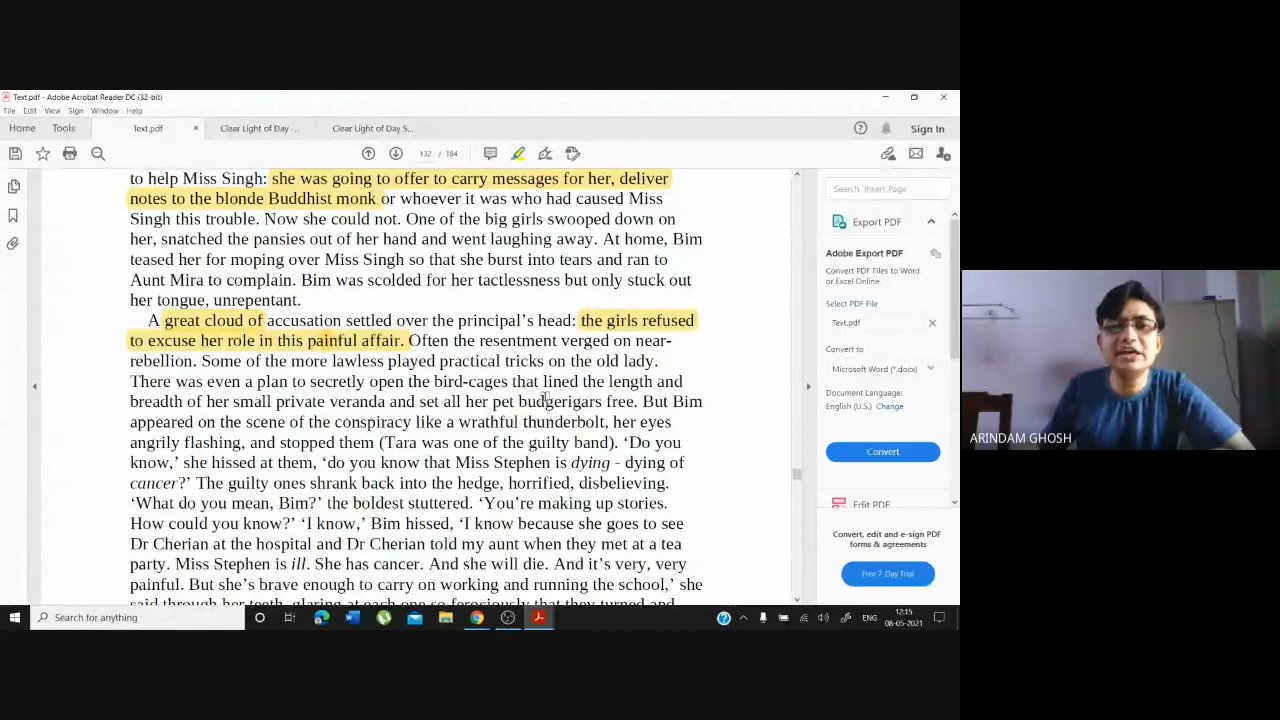 Text.pdf - Adobe Acrobat Reader DC (32-bit)
File Edit View Sign Window Help
Home Tools Text.pdf × Clear Light of Day -... Clear Light of Day S... Sign In
132 / 184
to help Miss Singh: she was going to offer to carry messages for her, deliver
notes to the blonde Buddhist monk or whoever it was who had caused Miss
Singh this trouble. Now she could not. One of the big girls swooped down on
her, snatched the pansies out of her hand and went laughing away. At home, Bim
teased her for moping over Miss Singh so that she burst into tears and ran to
Aunt Mira to complain. Bim was scolded for her tactlessness but only stuck out
her tongue, unrepentant.
A great cloud of accusation settled over the principal's head: the girls refused
to excuse her role in this painful affair. Often the resentment verged on near-
rebellion. Some of the more lawless played practical tricks on the old lady.
There was even a plan to secretly open the bird-cages that lined the length and
breadth of her small private veranda and set all her pet budgerigars free. But Bim
appeared on the scene of the conspiracy like a wrathful thunderbolt, her eyes
angrily flashing, and stopped them (Tara was one of the guilty band). 'Do you
know,' she hissed at them, 'do you know that Miss Stephen is dying - dying of
cancer?' The guilty ones shrank back into the hedge, horrified, disbelieving.
'What do you mean, Bim?' the boldest stuttered. 'You're making up stories.
How could you know?' 'I know,' Bim hissed, 'I know because she goes to see
Dr Cherian at the hospital and Dr Cherian told my aunt when they met at a tea
party. Miss Stephen is ill. She has cancer. And she will die. And it's very, very
painful. But she's brave enough to carry on working and running the school,' she
said through her teeth, glaring at each one so ferociously that they turned and
Search 'Insert Page'
Export PDF
Adobe Export PDF
Convert PDF Files to Word
or Excel Online.
Select PDF File
Text.pdf ×
Convert to
Microsoft Word (*.docx)
Document Language:
English (U.S.) Change
Convert
Edit PDF
Convert, edit and e-sign PDF
forms & agreements
Free 7-Day Trial
ARINDAM GHOSH
Search for anything
ENG
12:15
08-05-2021